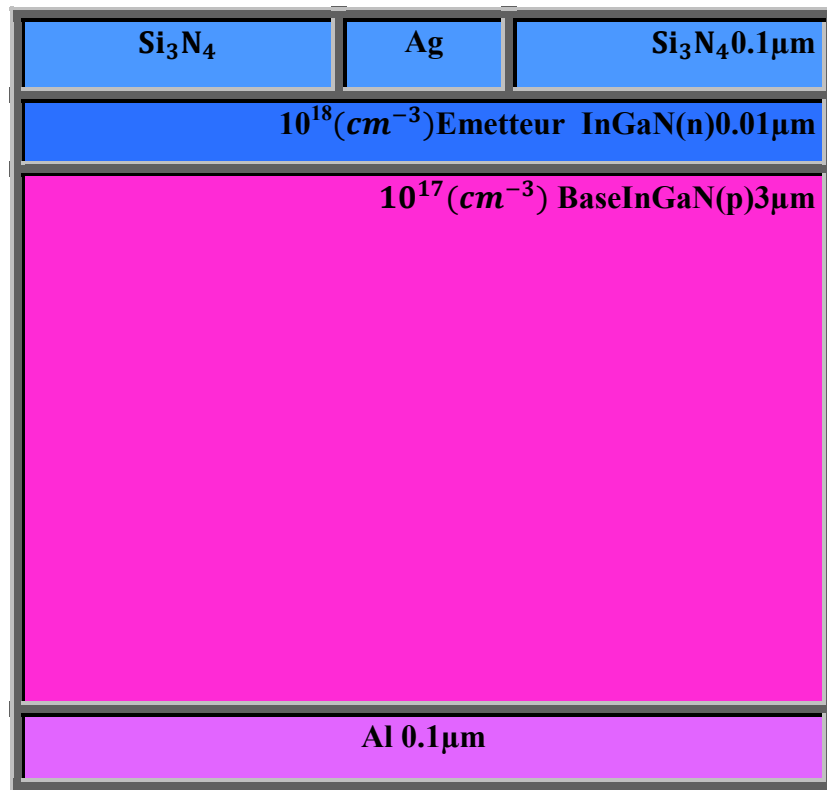 Si₃N₄
Ag
Si₃N₄0.1µm
10¹⁸(cm⁻³)Emetteur InGaN(n)0.01µm
10¹⁷(cm⁻³) BaseInGaN(p)3µm
Al 0.1µm